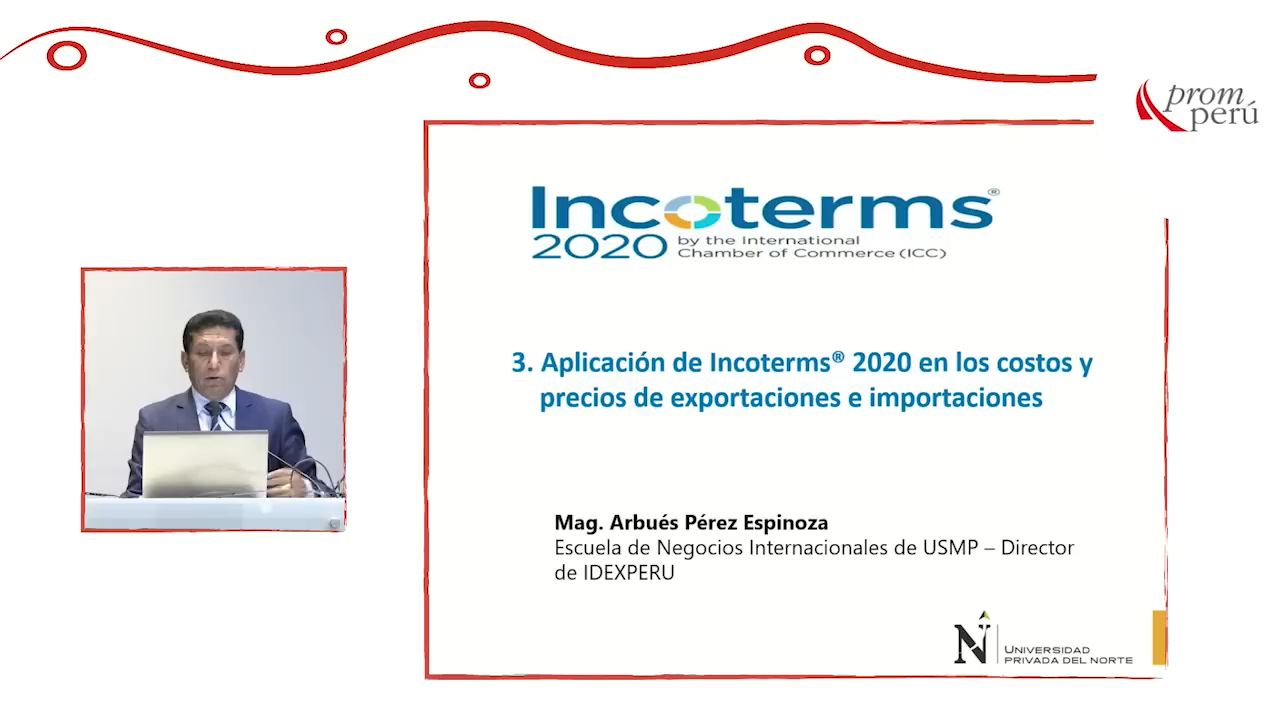 prom
perú
Incoterms®
2020 by the International
Chamber of Commerce (ICC)
3. Aplicación de Incoterms® 2020 en los costos y
precios de exportaciones e importaciones
Mag. Arbués Pérez Espinoza
Escuela de Negocios Internacionales de USMP – Director
de IDEXPERU
N UNIVERSIDAD
PRIVADA DEL NORTE